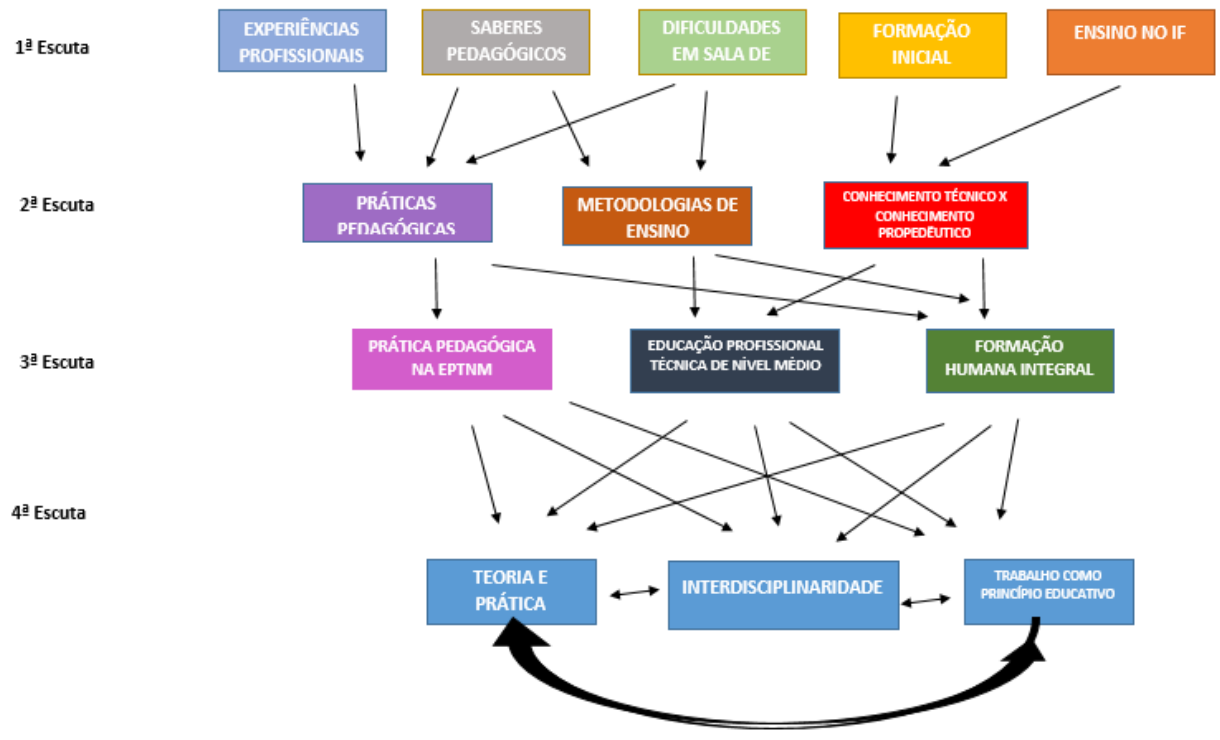 1ª Escuta
EXPERIÊNCIAS
PROFISSIONAIS
SABERES
PEDAGÓGICOS
DIFICULDADES
EM SALA DE
FORMAÇÃO
INICIAL
ENSINO NO IF
2ª Escuta
PRÁTICAS
PEDAGÓGICAS
METODOLOGIAS DE
ENSINO
CONHECIMENTO TÉCNICO X
CONHECIMENTO
PROPEDÊUTICO
3ª Escuta
PRÁTICA PEDAGÓGICA
NA EPTNM
EDUCAÇÃO PROFISSIONAL
TÉCNICA DE NÍVEL MÉDIO
FORMAÇÃO
HUMANA INTEGRAL
4ª Escuta
TEORIA E
PRÁTICA
INTERDISCIPLINARIDADE
TRABALHO COMO
PRINCÍPIO EDUCATIVO